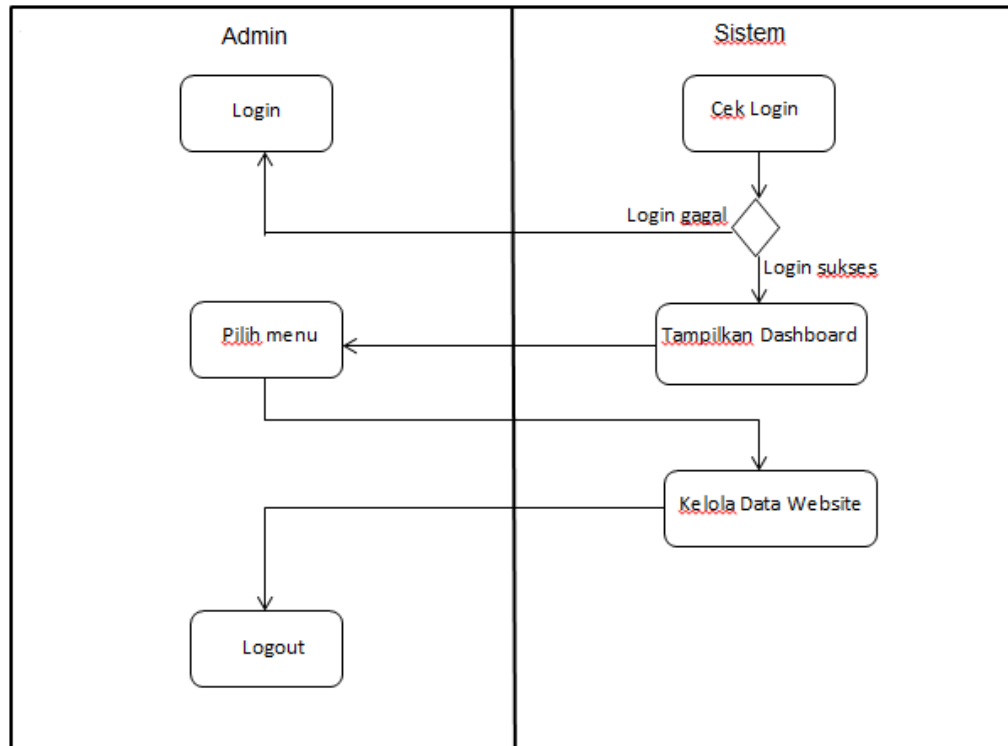 Admin
Sistem
Login
Cek Login
Login gagal
Login sukses
Pilih menu
Tampilkan Dashboard
Kelola Data Website
Logout